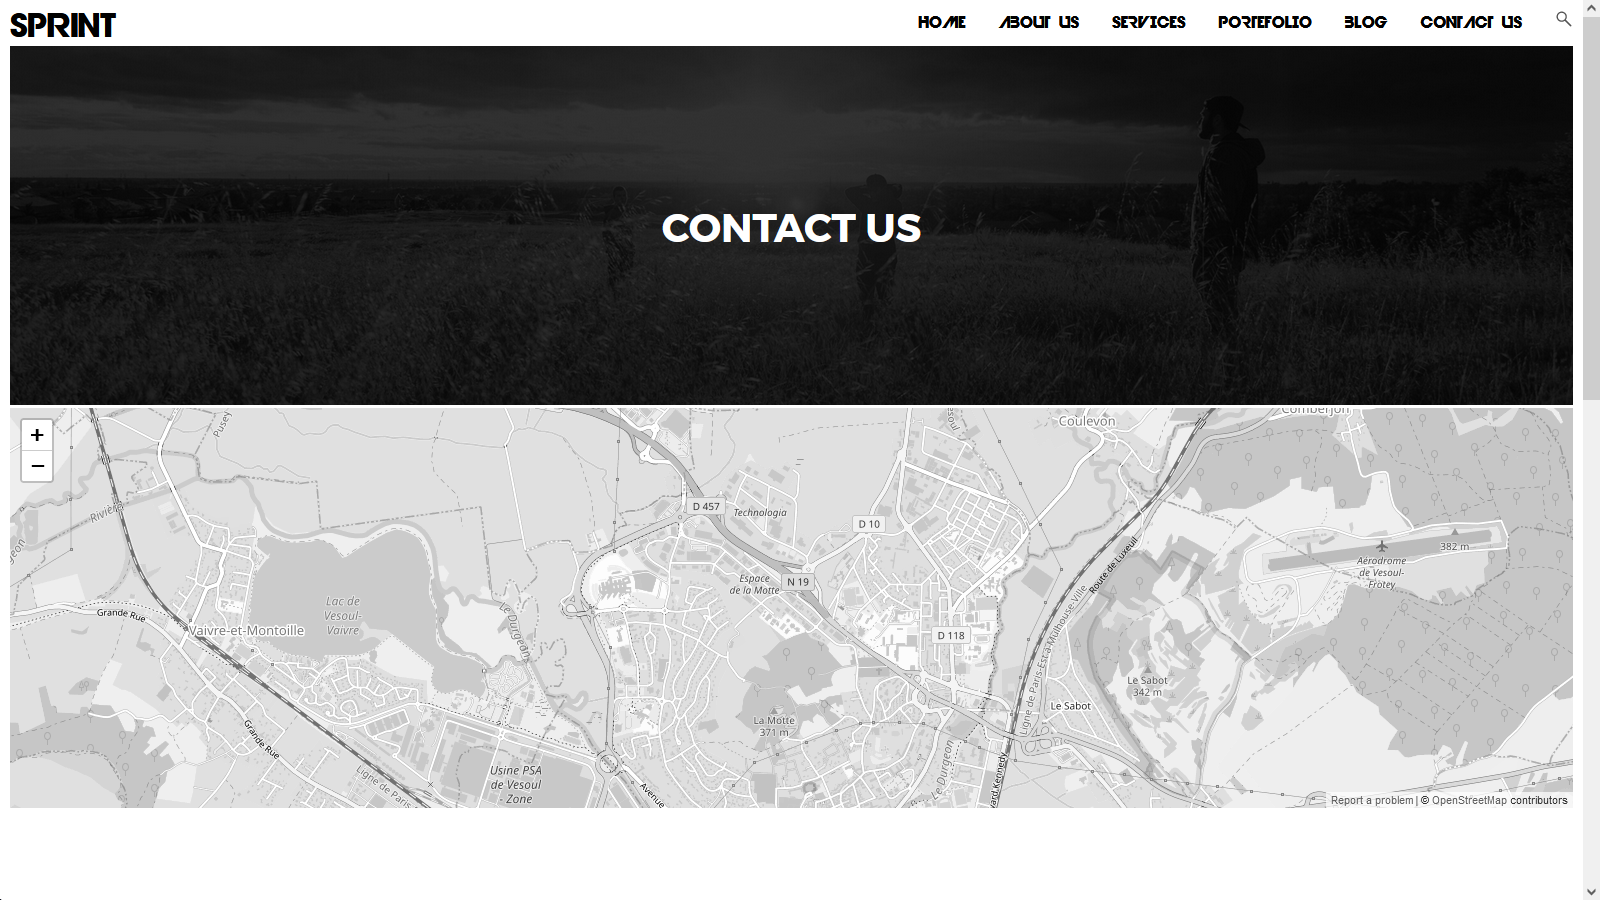 SPRINT
HOME
ABOUT US
SERVICES
PORTEFOLIO
BLOG
CONTACT US
CONTACT US
+
−
Pusey
Rivière
Coulevon
Comberjon
D 457
Technologia
D 10
382 m
Aérodrome
de Vesoul-
Frotey
Espace
de la Motte
N 19
Route de Luxeuil
Grande Rue
Lac de
Vesoul-
Vaivre
Vaivre-et-Montoille
Le Durgeon
D 118
Ligne de Paris-Est à Mulhouse-Ville
Le Sabot
342 m
Le Sabot
La Motte
371 m
Grande Rue
Ligne de Paris
Usine PSA
de Vesoul
- Zone
Avenue
Le Durgeon
vard Kennedy
Report a problem | © OpenStreetMap contributors